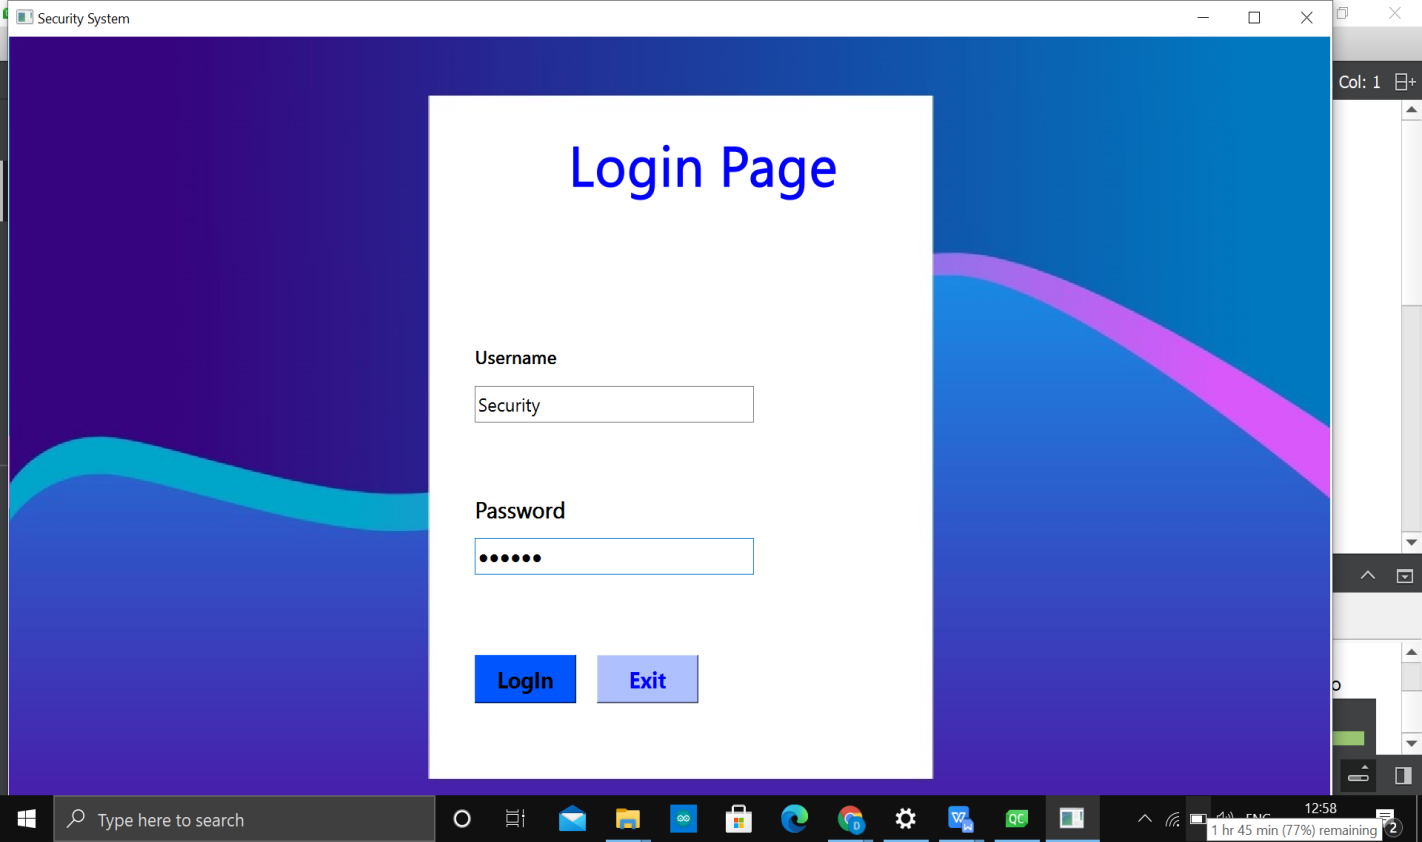 Security System
Col: 1
Login Page
Username
Security
Password
••••••
LogIn
Exit
Type here to search
QC
12:58
1 hr 45 min (77%) remaining
2